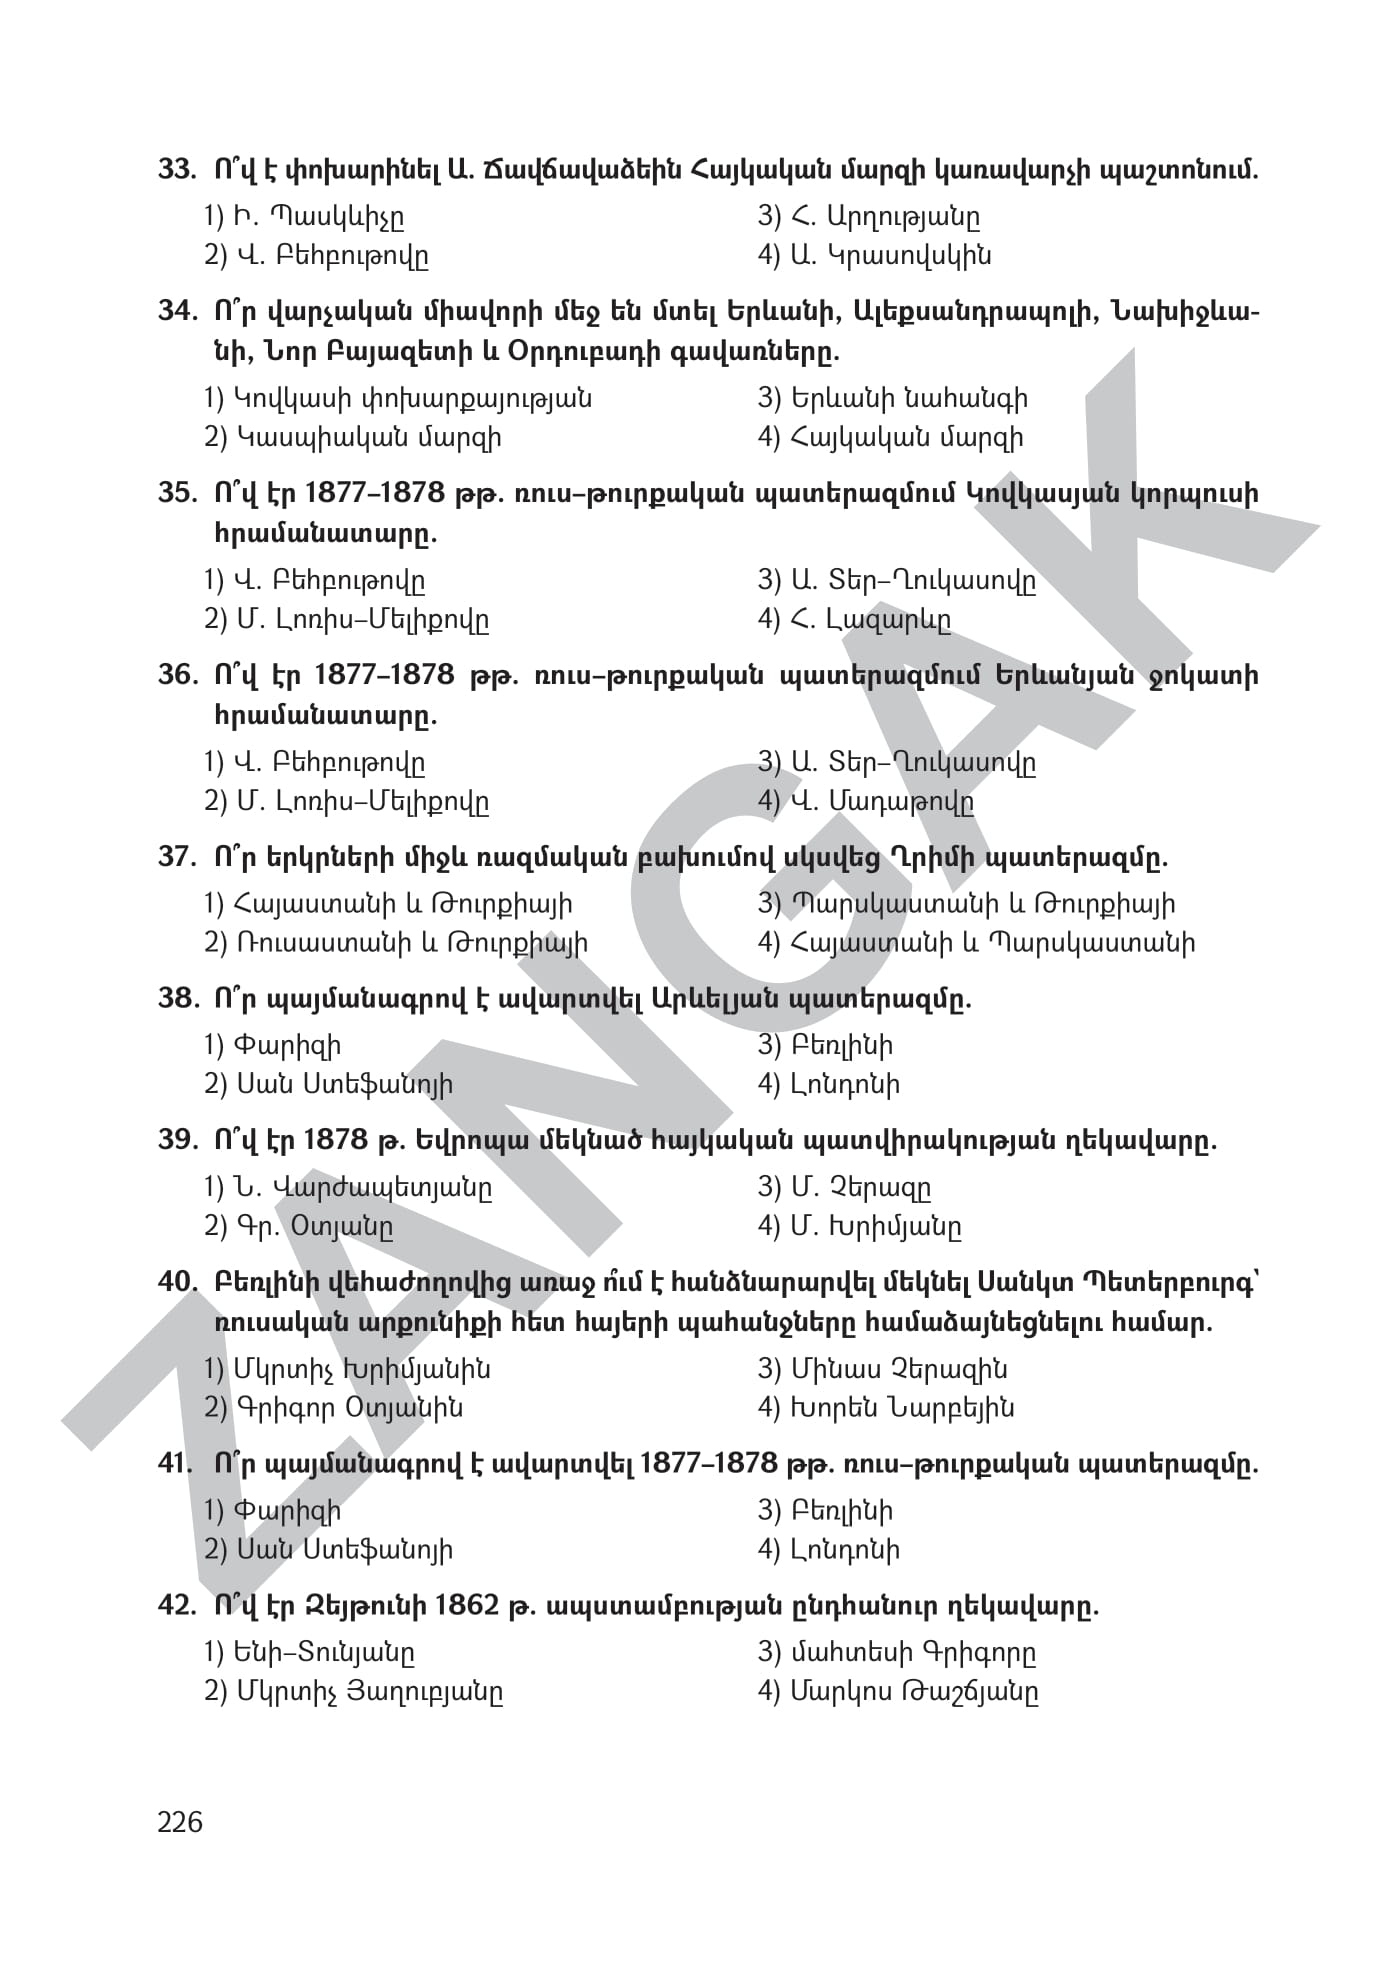 33. Ո՞վ է փոխարինել Ա. Ճավճավաձեին Հայկական մարզի կառավարչի պաշտոնում.
1) Ի. Պասկևիչը 3) Հ. Արղությանը
2) Վ. Բեհբութովը 4) Ա. Կրասովսկին
34. Ո՞ր վարչական միավորի մեջ են մտել Երևանի, Ալեքսանդրապոլի, Նախիջևա-
նի, Նոր Բայազետի և Օրդուբադի գավառները.
1) Կովկասի փոխարքայության 3) Երևանի նահանգի
2) Կասպիական մարզի 4) Հայկական մարզի
35. Ո՞վ էր 1877–1878 թթ. ռուս–թուրքական պատերազմում Կովկասյան կորպուսի
հրամանատարը.
1) Վ. Բեհբութովը 3) Ա. Տեր–Ղուկասովը
2) Մ. Լոռիս–Մելիքովը 4) Հ. Լազարևը
36. Ո՞վ էր 1877–1878 թթ. ռուս–թուրքական պատերազմում Երևանյան ջոկատի
հրամանատարը.
1) Վ. Բեհբութովը 3) Ա. Տեր–Ղուկասովը
2) Մ. Լոռիս–Մելիքովը 4) Վ. Մադաթովը
37. Ո՞ր երկրների միջև ռազմական բախումով սկսվեց Ղրիմի պատերազմը.
1) Հայաստանի և Թուրքիայի 3) Պարսկաստանի և Թուրքիայի
2) Ռուսաստանի և Թուրքիայի 4) Հայաստանի և Պարսկաստանի
38. Ո՞ր պայմանագրով է ավարտվել Արևելյան պատերազմը.
1) Փարիզի 3) Բեռլինի
2) Սան Ստեֆանոյի 4) Լոնդոնի
39. Ո՞վ էր 1878 թ. Եվրոպա մեկնած հայկական պատվիրակության ղեկավարը.
1) Ն. Վարժապետյանը 3) Մ. Չերազը
2) Գր. Օտյանը 4) Մ. Խրիմյանը
40. Բեռլինի վեհաժողովից առաջ ո՞ւմ է հանձնարարվել մեկնել Սանկտ Պետերբուրգ՝
ռուսական արքունիքի հետ հայերի պահանջները համաձայնեցնելու համար.
1) Մկրտիչ Խրիմյանին 3) Մինաս Չերազին
2) Գրիգոր Օտյանին 4) Խորեն Նարբեյին
41. Ո՞ր պայմանագրով է ավարտվել 1877–1878 թթ. ռուս–թուրքական պատերազմը.
1) Փարիզի 3) Բեռլինի
2) Սան Ստեֆանոյի 4) Լոնդոնի
42. Ո՞վ էր Զեյթունի 1862 թ. ապստամբության ընդհանուր ղեկավարը.
1) Ենի–Տունյանը 3) մահտեսի Գրիգորը
2) Մկրտիչ Յաղուբյանը 4) Մարկոս Թաշճյանը
226
ZANGAK